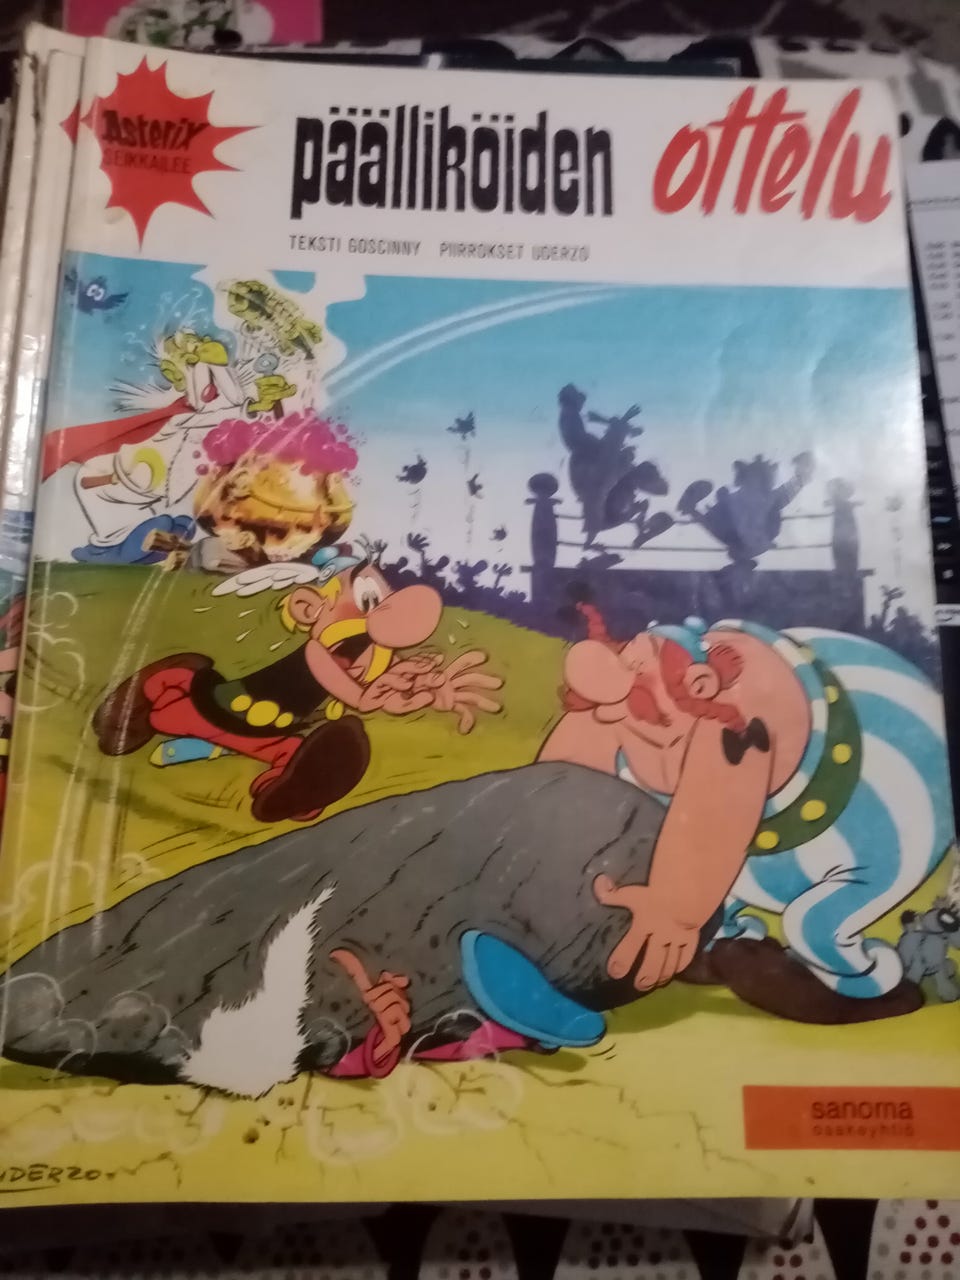 Asterix
SEIKKAILEE
päälliköiden ottelu
TEKSTI GOSCINNY PIIRROKSET UDERZO
sanoma
osakeyhtiö
UDERZO